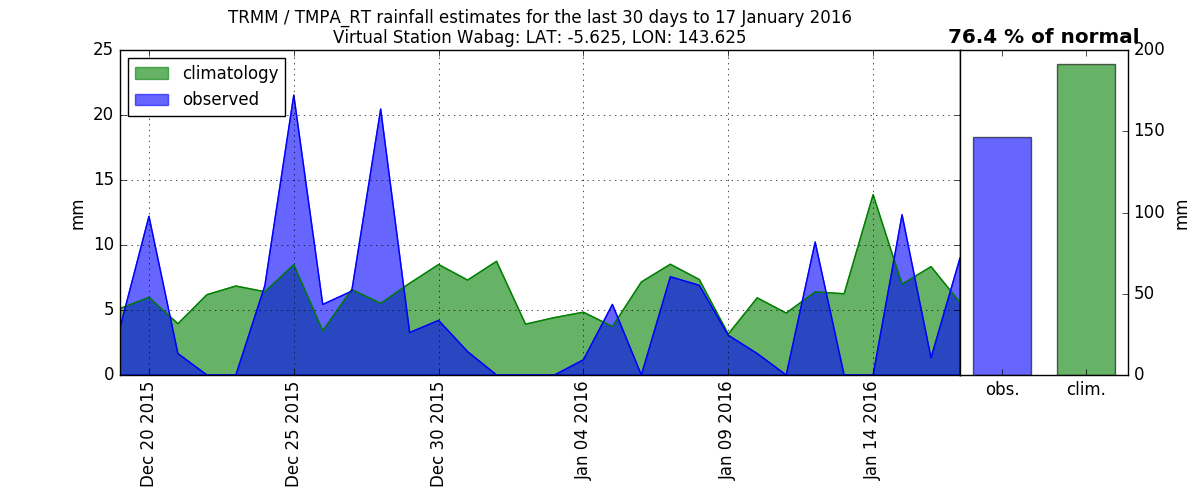 TRMM / TMPA_RT rainfall estimates for the last 30 days to 17 January 2016
Virtual Station Wabag: LAT: -5.625, LON: 143.625
76.4 % of normal
climatology
observed
25
20
15
10
5
0
mm
Dec 20 2015
Dec 25 2015
Dec 30 2015
Jan 04 2016
Jan 09 2016
Jan 14 2016
200
150
100
50
0
mm
obs.
clim.